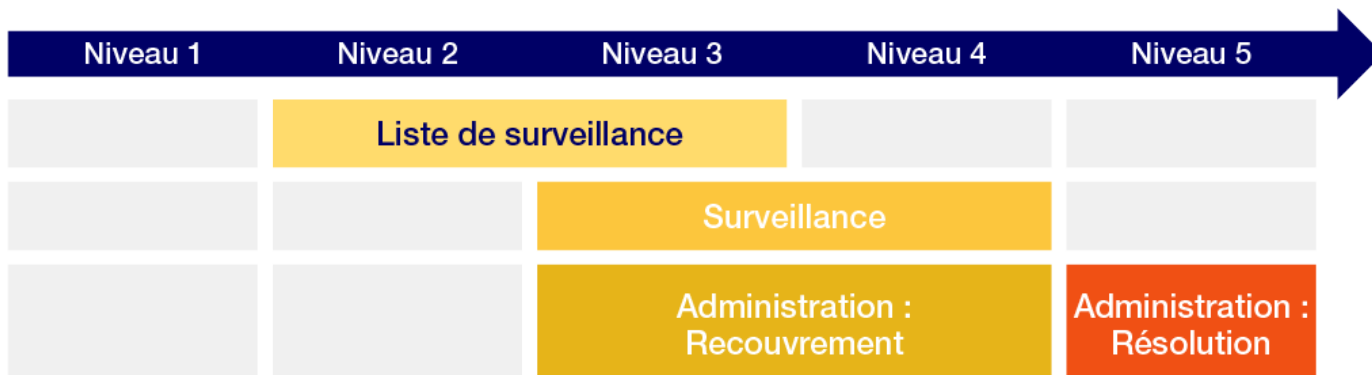 Niveau 1 Niveau 2 Niveau 3 Niveau 4 Niveau 5
Liste de surveillance
Surveillance
Administration :
Recouvrement
Administration :
Résolution